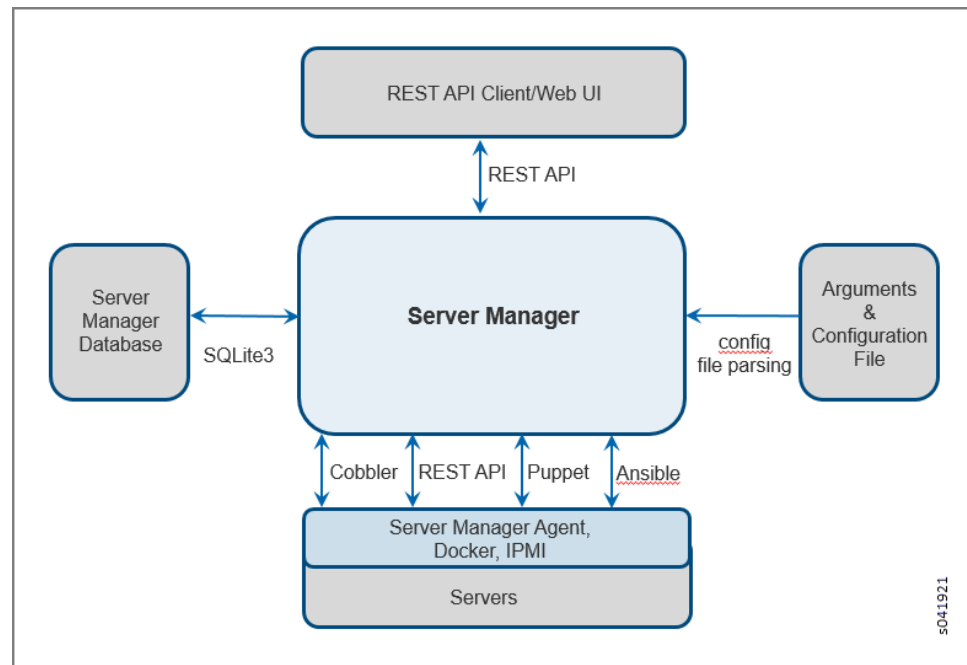 REST API Client/Web UI
REST API
Server
Manager
Database
SQLite3
Server Manager
config
file parsing
Arguments
&
Configuration
File
Cobbler
REST API
Puppet
Ansible
Server Manager Agent,
Docker, IPMI
Servers
s041921